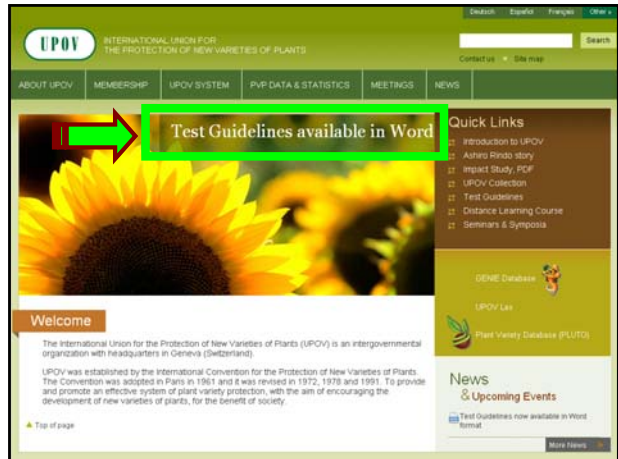 Deutsch Español Français Other
UPOV
INTERNATIONAL UNION FOR
THE PROTECTION OF NEW VARIETIES OF PLANTS
Search
Contact us Site map
ABOUT UPOV MEMBERSHIP UPOV SYSTEM PVP DATA & STATISTICS MEETINGS NEWS
Test Guidelines available in Word
Quick Links
Introduction to UPOV
Ashiro Rindo story
Impact Study, PDF
UPOV Collection
Test Guidelines
Distance Learning Course
Seminars & Symposia
GENIE Database
UPOV Lex
Plant Variety Database (PLUTO)
Welcome
The International Union for the Protection of New Varieties of Plants (UPOV) is an intergovernmental
organization with headquarters in Geneva (Switzerland).
UPOV was established by the International Convention for the Protection of New Varieties of Plants.
The Convention was adopted in Paris in 1961 and it was revised in 1972, 1978 and 1991. To provide
and promote an effective system of plant variety protection, with the aim of encouraging the
development of new varieties of plants, for the benefit of society.
Top of page
News
& Upcoming Events
Test Guidelines now available in Word
format
More News